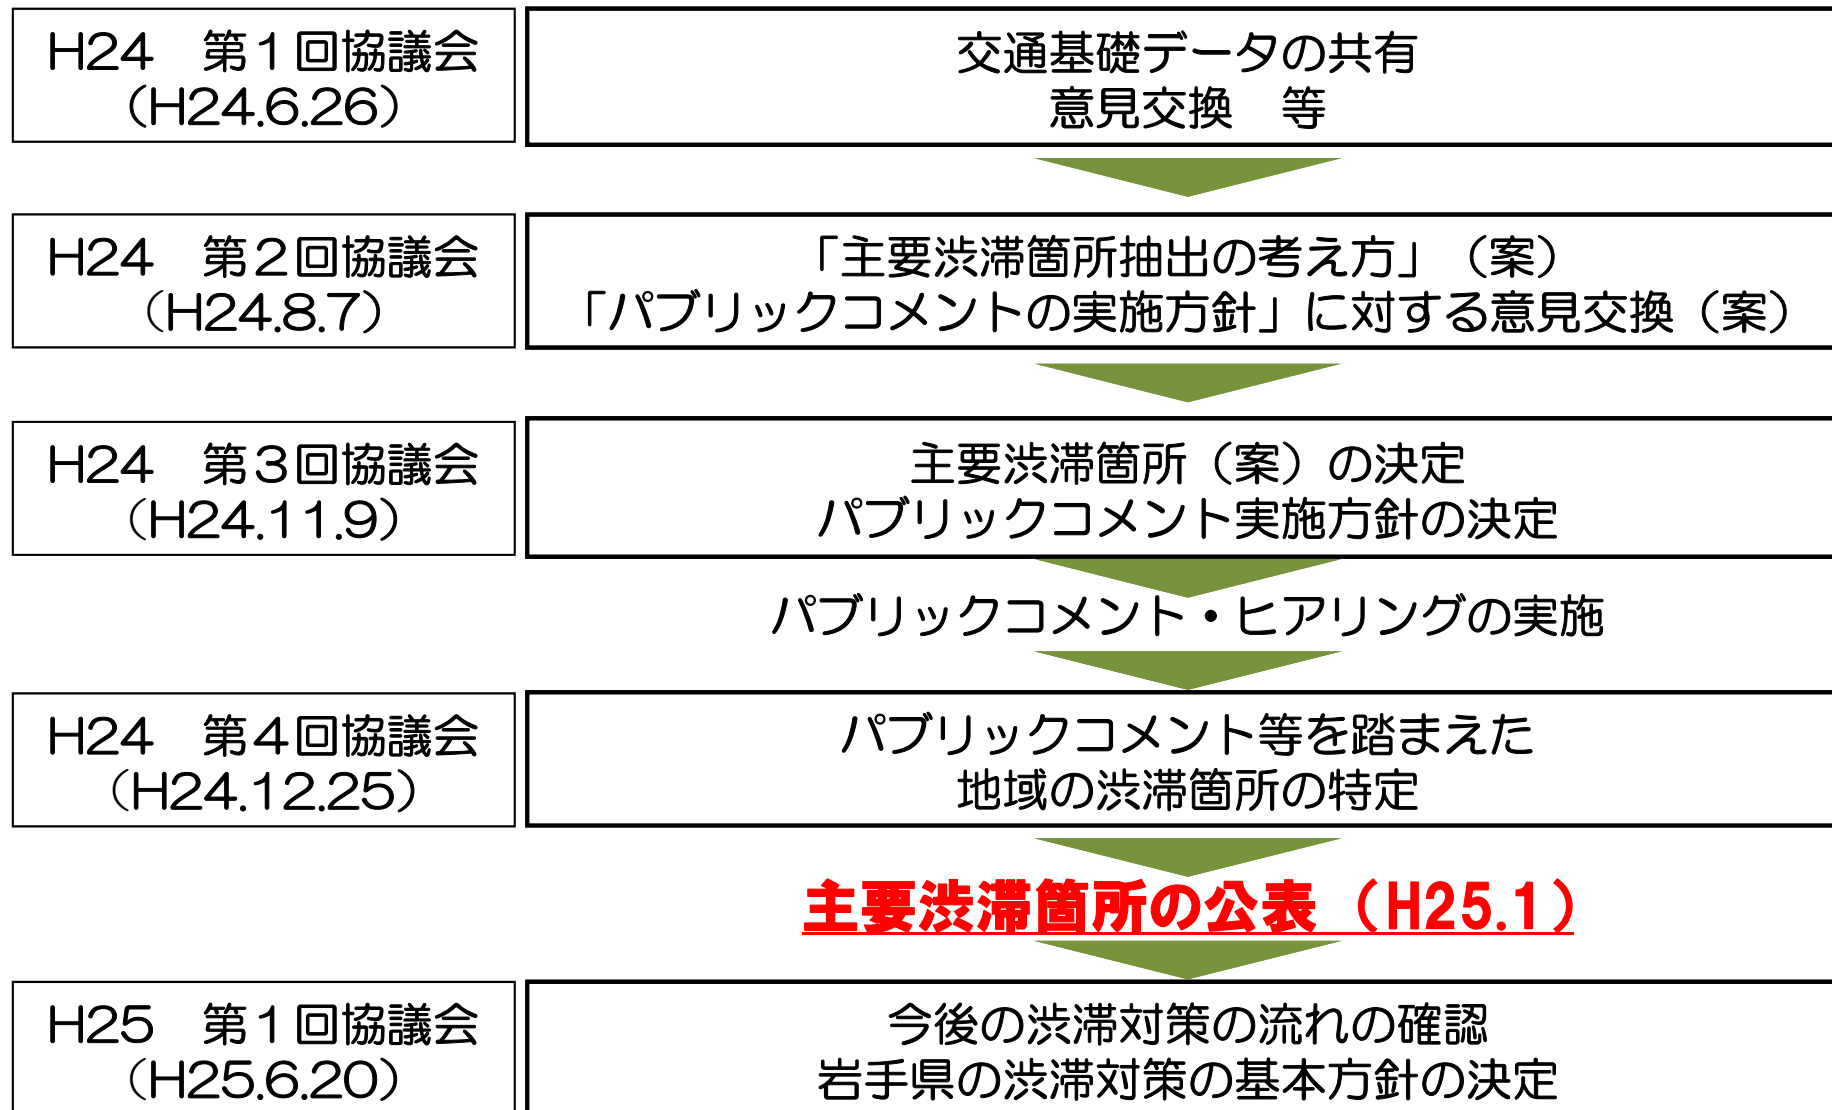 H24　第１回協議会
（H24.6.26）
交通基礎データの共有
意見交換　等
H24　第２回協議会
（H24.8.7）
「主要渋滞箇所抽出の考え方」（案）
「パブリックコメントの実施方針」に対する意見交換（案）
H24　第３回協議会
（H24.11.9）
主要渋滞箇所（案）の決定
パブリックコメント実施方針の決定
パブリックコメント・ヒアリングの実施
H24　第４回協議会
（H24.12.25）
パブリックコメント等を踏まえた
地域の渋滞箇所の特定
主要渋滞箇所の公表（H25.1）
H25　第１回協議会
（H25.6.20）
今後の渋滞対策の流れの確認
岩手県の渋滞対策の基本方針の決定